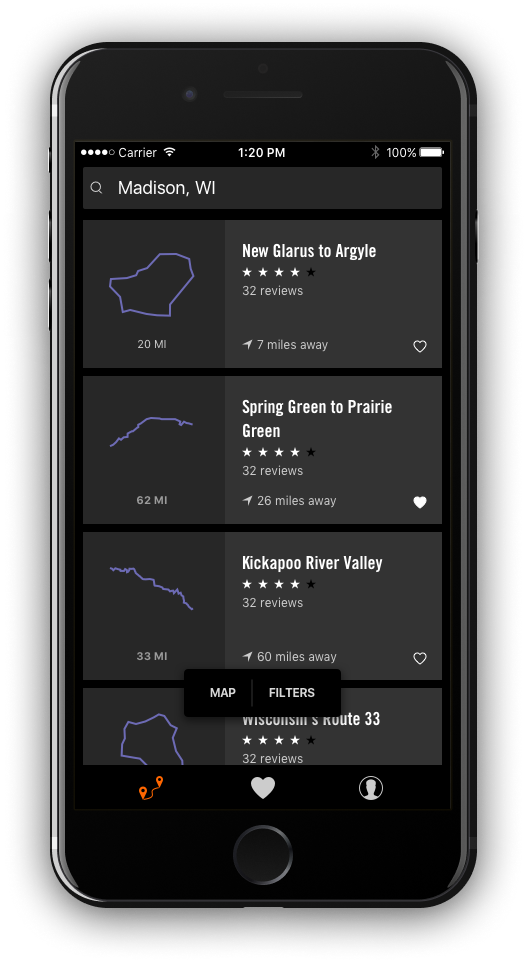 Carrier 1:20 PM 100%
Madison, WI
New Glarus to Argyle
32 reviews
20 MI
7 miles away
Spring Green to Prairie
Green
32 reviews
62 MI
26 miles away
Kickapoo River Valley
32 reviews
33 MI
60 miles away
MAP FILTERS
Wisconsin's Route 33
32 reviews